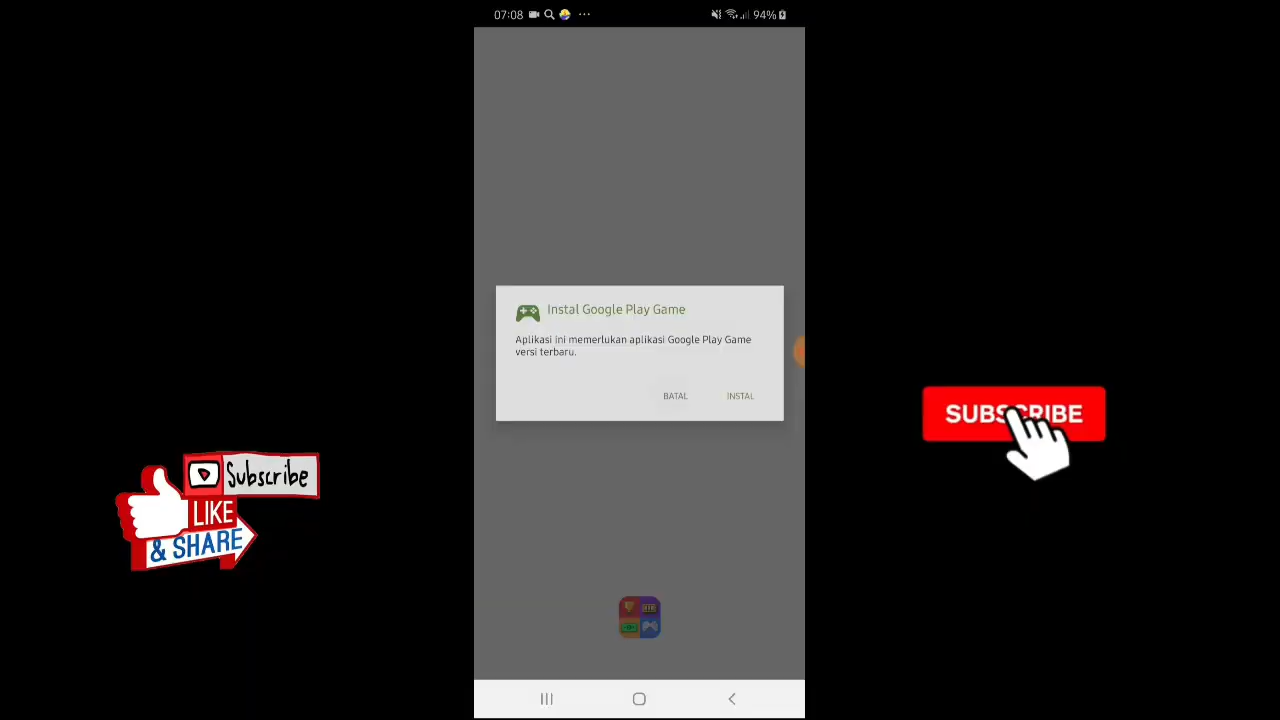 07:08
94%
Instal Google Play Game
Aplikasi ini memerlukan aplikasi Google Play Game
versi terbaru.
BATAL
INSTAL
SUBSCRIBE
Subscribe
LIKE
& SHARE